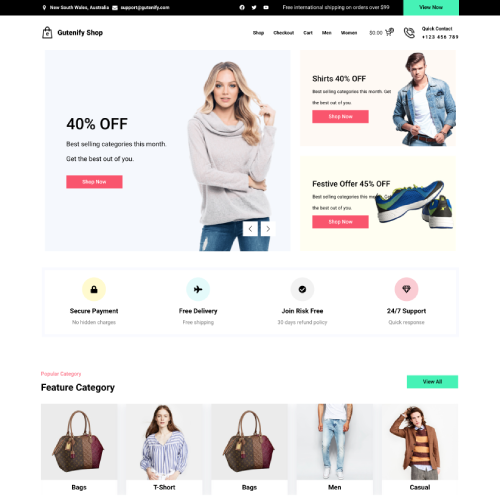 New South Wales, Australia support@gutenify.com Free international shipping on orders over $99 View Now
Gutenify Shop Shop Checkout Cart Men Women $0.00 Quick Contact
+123 456 789
40% OFF
Best selling categories this month.
Get the best out of you.
Shop Now
Shirts 40% OFF
Best selling categories this month. Get
the best out of you.
Shop Now
Festive Offer 45% OFF
Best selling categories this month. Get
the best out of you.
Shop Now
Secure Payment Free Delivery Join Risk Free 24/7 Support
No hidden charges Free shipping 30 days refund policy Quick response
Popular Category
Feature Category View All
Bags T-Short Bags Men Casual